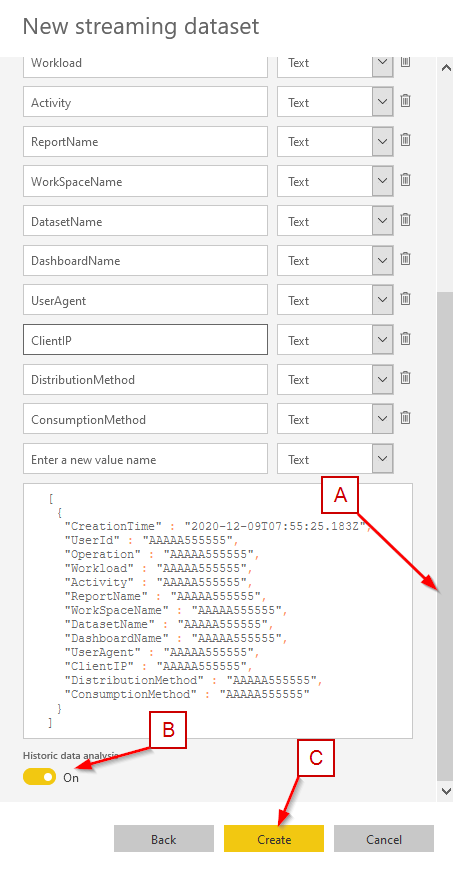 New streaming dataset
Workload Text
Activity Text
ReportName Text
WorkSpaceName Text
DatasetName Text
DashboardName Text
UserAgent Text
ClientIP Text
DistributionMethod Text
ConsumptionMethod Text
Enter a new value name Text
A
[
{
"CreationTime" : "2020-12-09T07:55:25.183Z",
"UserId" : "AAAAA555555",
"Operation" : "AAAAA555555",
"Workload" : "AAAAA555555",
"Activity" : "AAAAA555555",
"ReportName" : "AAAAA555555",
"WorkSpaceName" : "AAAAA555555",
"DatasetName" : "AAAAA555555",
"DashboardName" : "AAAAA555555",
"UserAgent" : "AAAAA555555",
"ClientIP" : "AAAAA555555",
"DistributionMethod" : "AAAAA555555",
"ConsumptionMethod" : "AAAAA555555"
}
]
B
Historic data analysis
On
C
Back Create Cancel